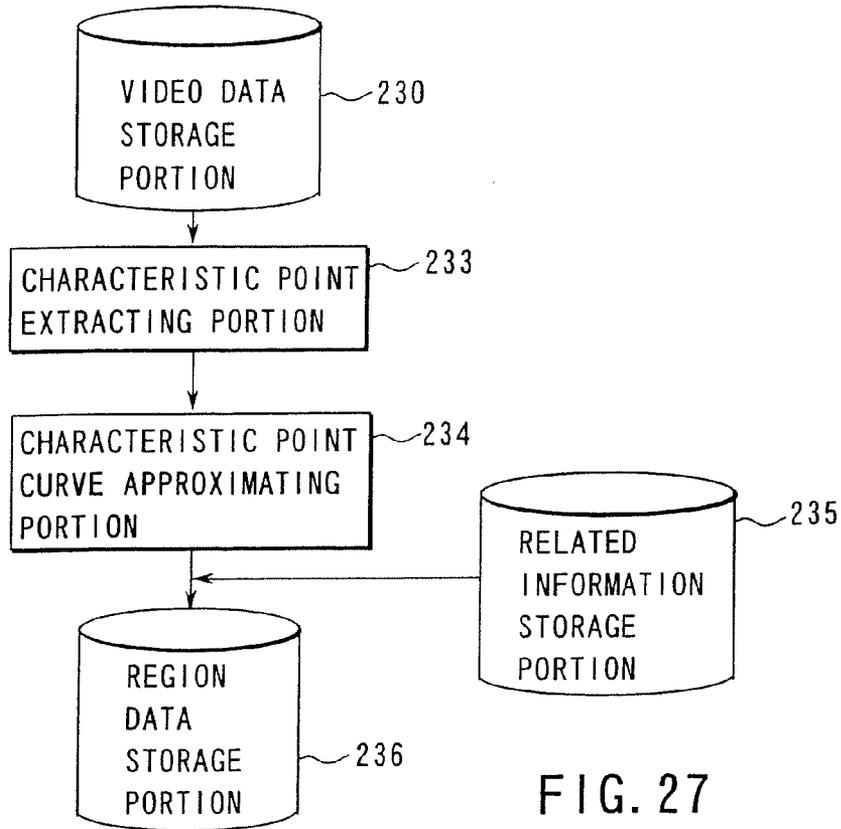 VIDEO DATA
STORAGE
PORTION
230
CHARACTERISTIC POINT
EXTRACTING PORTION
233
CHARACTERISTIC POINT
CURVE APPROXIMATING
PORTION
234
RELATED
INFORMATION
STORAGE
PORTION
235
REGION
DATA
STORAGE
PORTION
236
FIG. 27